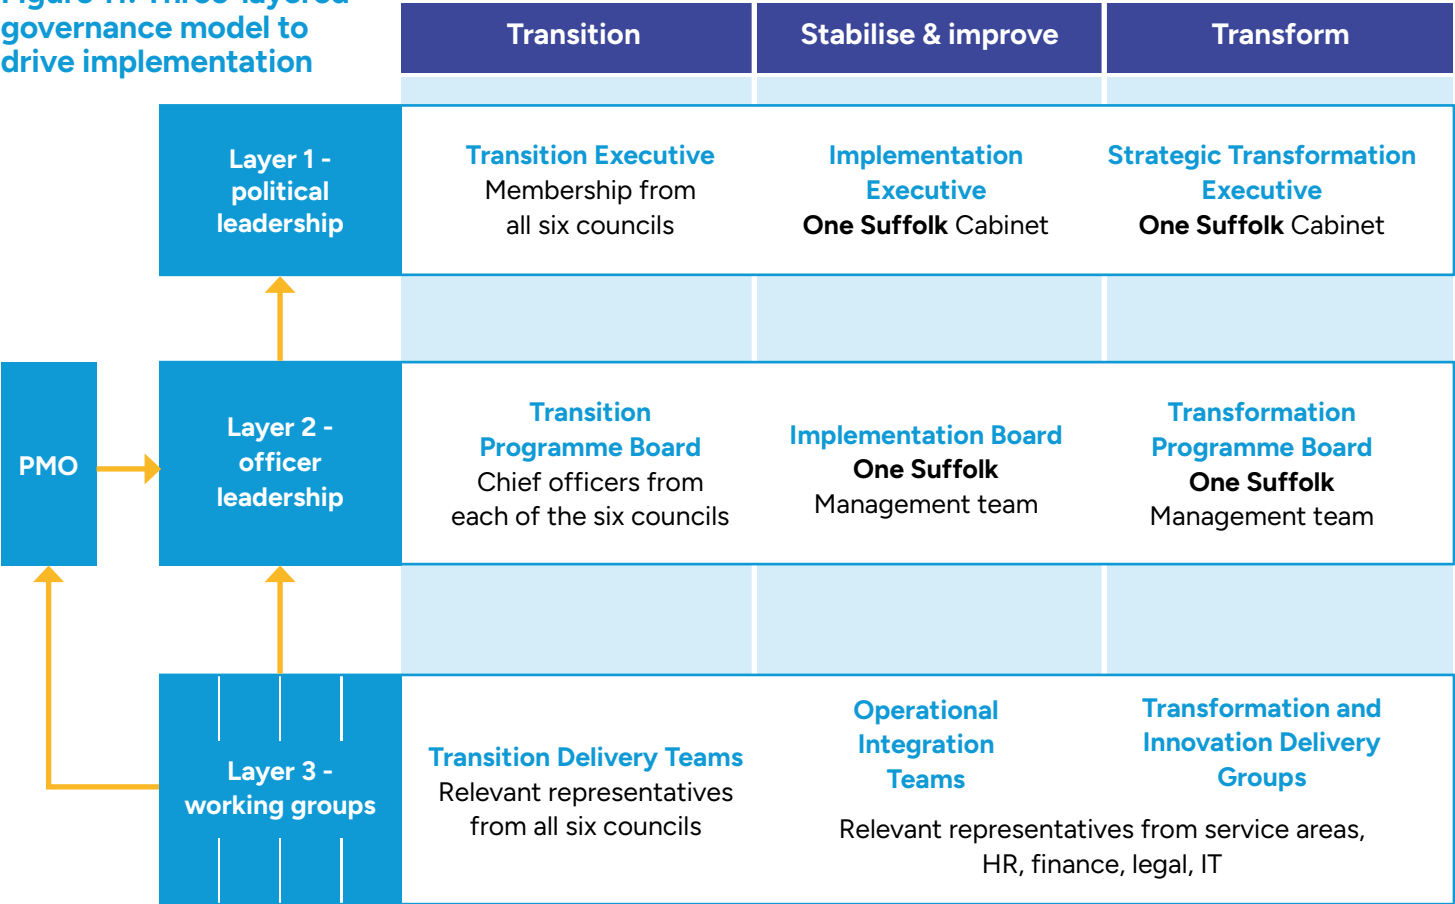 Figure 11: Three-layered
governance model to
drive implementation
Transition
Stabilise & improve
Transform
Layer 1 -
political
leadership
Transition Executive
Membership from
all six councils
Implementation
Executive
One Suffolk Cabinet
Strategic Transformation
Executive
One Suffolk Cabinet
PMO
Layer 2 -
officer
leadership
Transition
Programme Board
Chief officers from
each of the six councils
Implementation Board
One Suffolk
Management team
Transformation
Programme Board
One Suffolk
Management team
Layer 3 -
working groups
Transition Delivery Teams
Relevant representatives
from all six councils
Operational
Integration
Teams
Transformation and
Innovation Delivery
Groups
Relevant representatives from service areas,
HR, finance, legal, IT